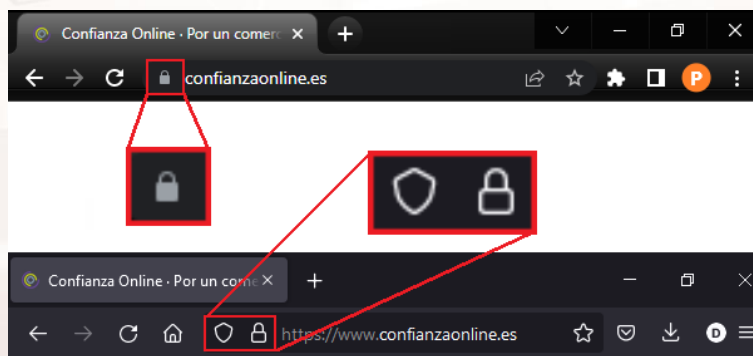 Confianza Online · Por un comerc
confianzaonline.es
P
Confianza Online · Por un come
https://www.confianzaonline.es
D